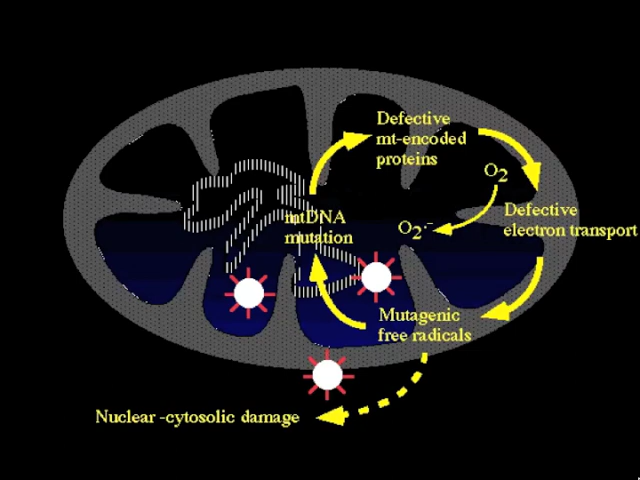 Defective
mt-encoded
proteins
O2
Defective
electron transport
O2.-
mtDNA
mutation
Mutagenic
free radicals
Nuclear -cytosolic damage